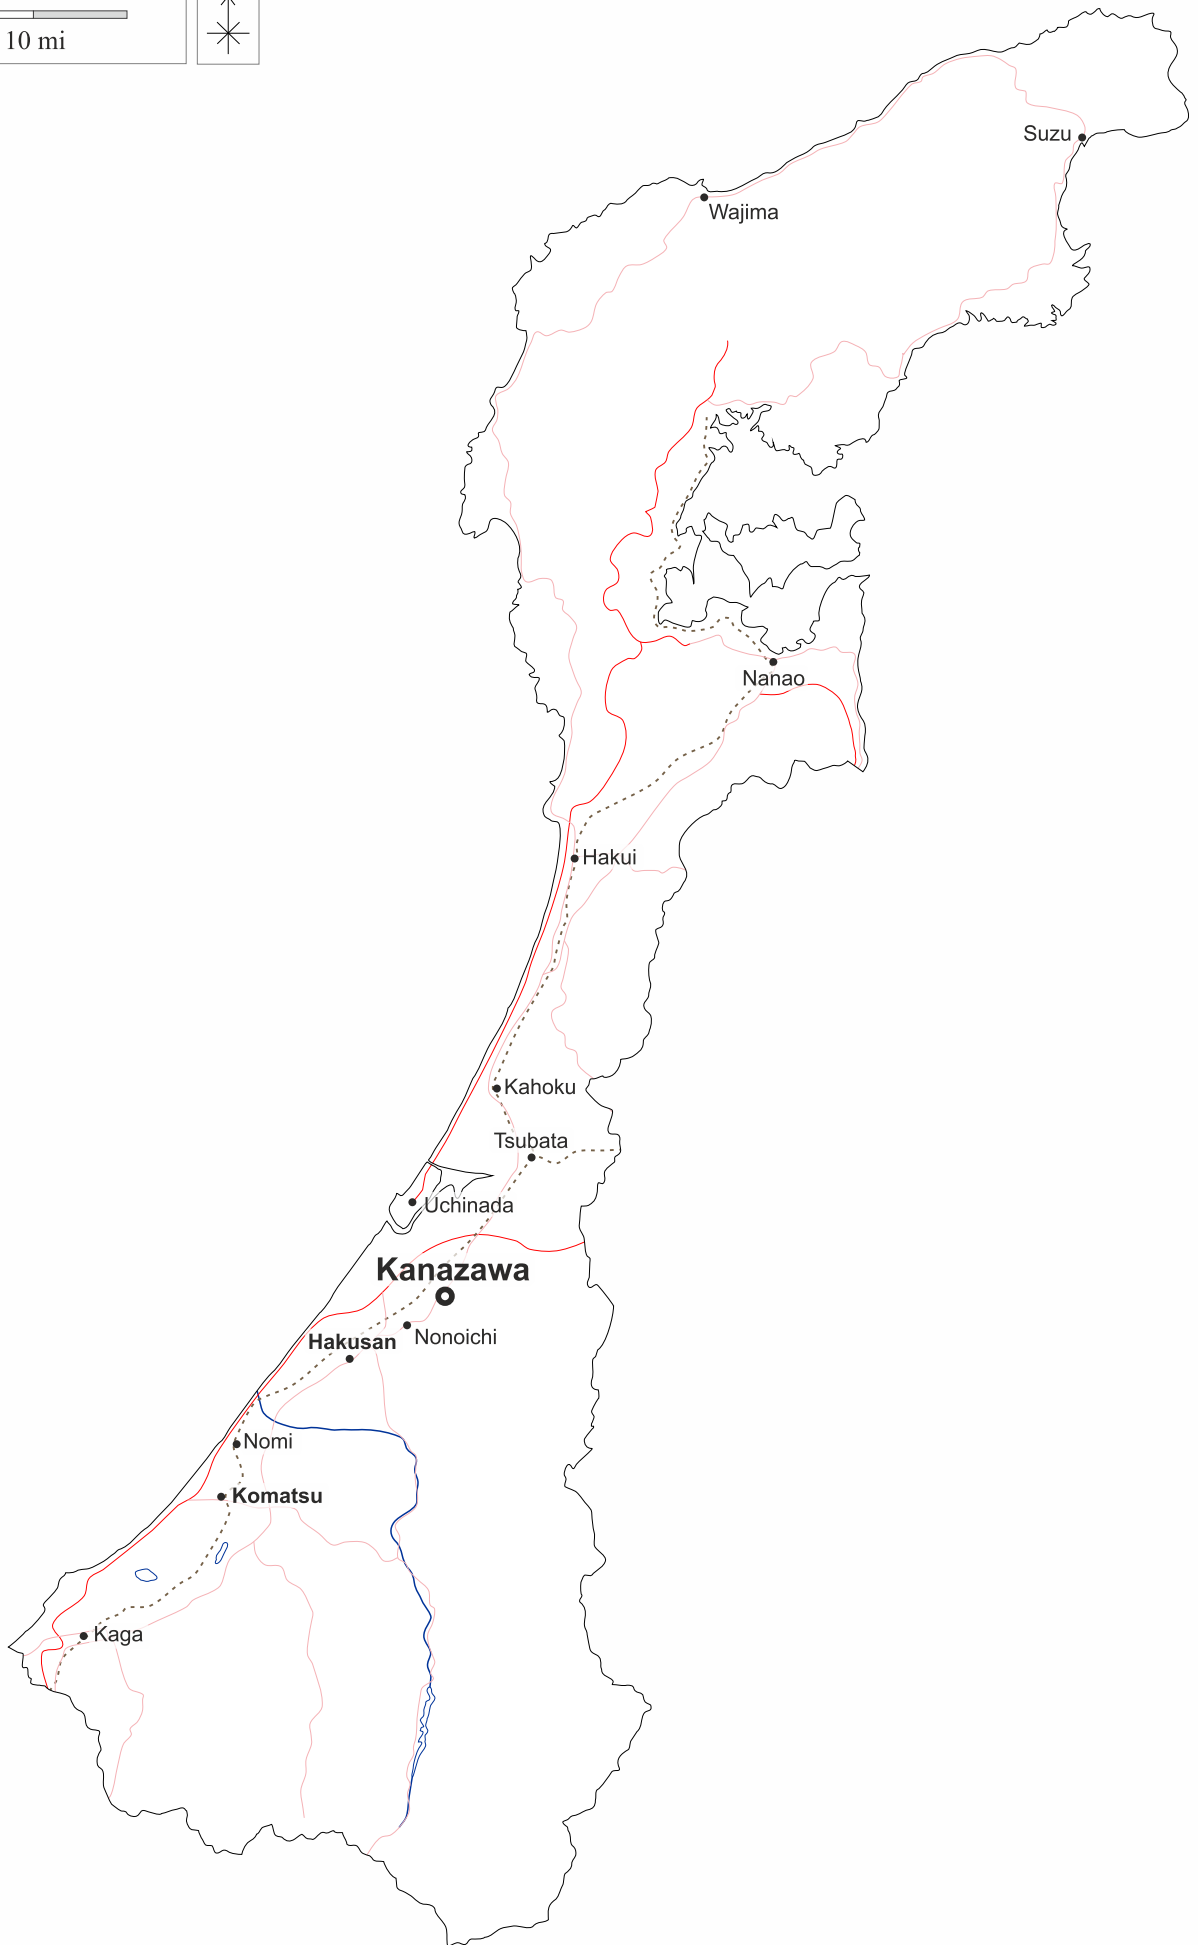 10 mi
Suzu
Wajima
Nanao
Hakui
Kahoku
Tsubata
Uchinada
Kanazawa
Nonoichi
Hakusan
Nomi
Komatsu
Kaga